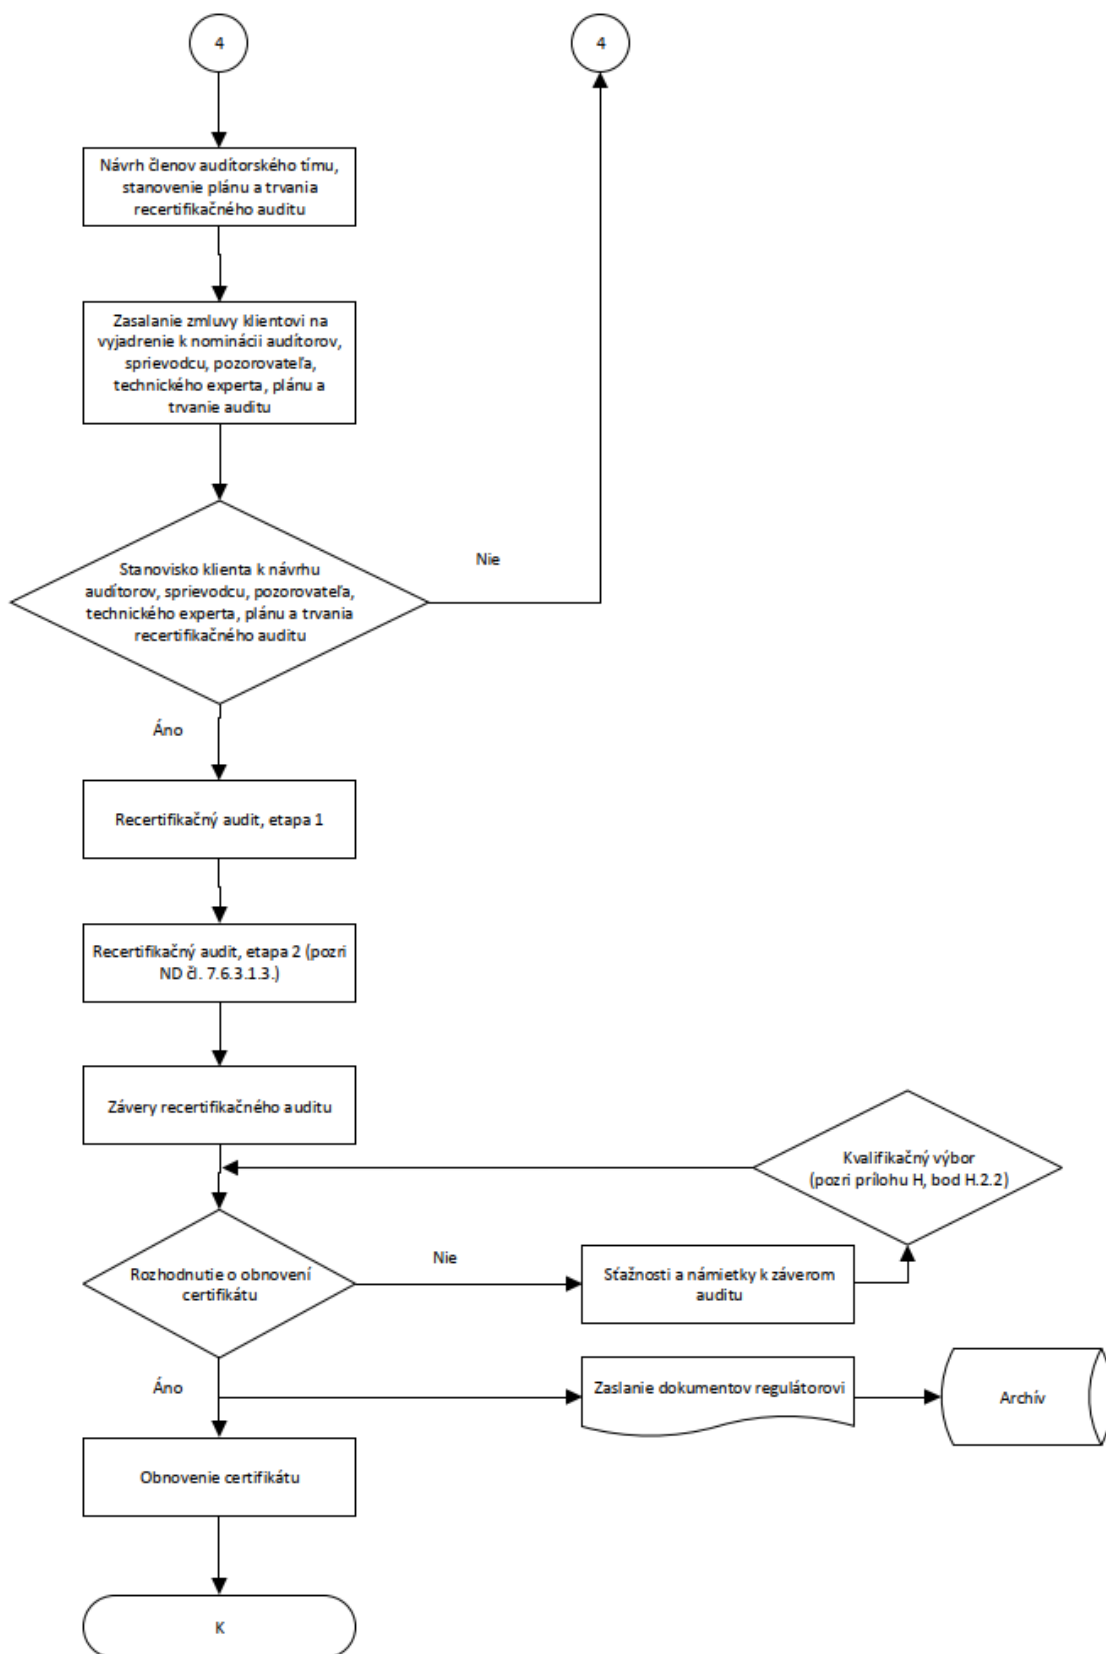 4
4
Návrh členov audítorského tímu,
stanovenie plánu a trvania
recertifikačného auditu
Zasalanie zmluvy klientovi na
vyjadrenie k nominácii audítorov,
sprievodcu, pozorovateľa,
technického experta, plánu a
trvanie auditu
Stanovisko klienta k návrhu
audítorov, sprievodcu, pozorovateľa,
technického experta, plánu a trvania
recertifikačného auditu
Nie
Áno
Recertifikačný audit, etapa 1
Recertifikačný audit, etapa 2 (pozri
ND čl. 7.6.3.1.3.)
Závery recertifikačného auditu
Kvalifikačný výbor
(pozri prílohu H, bod H.2.2)
Rozhodnutie o obnovení
certifikátu
Nie
Sťažnosti a námietky k záverom
auditu
Áno
Zaslanie dokumentov regulátorovi
Archív
Obnovenie certifikátu
K